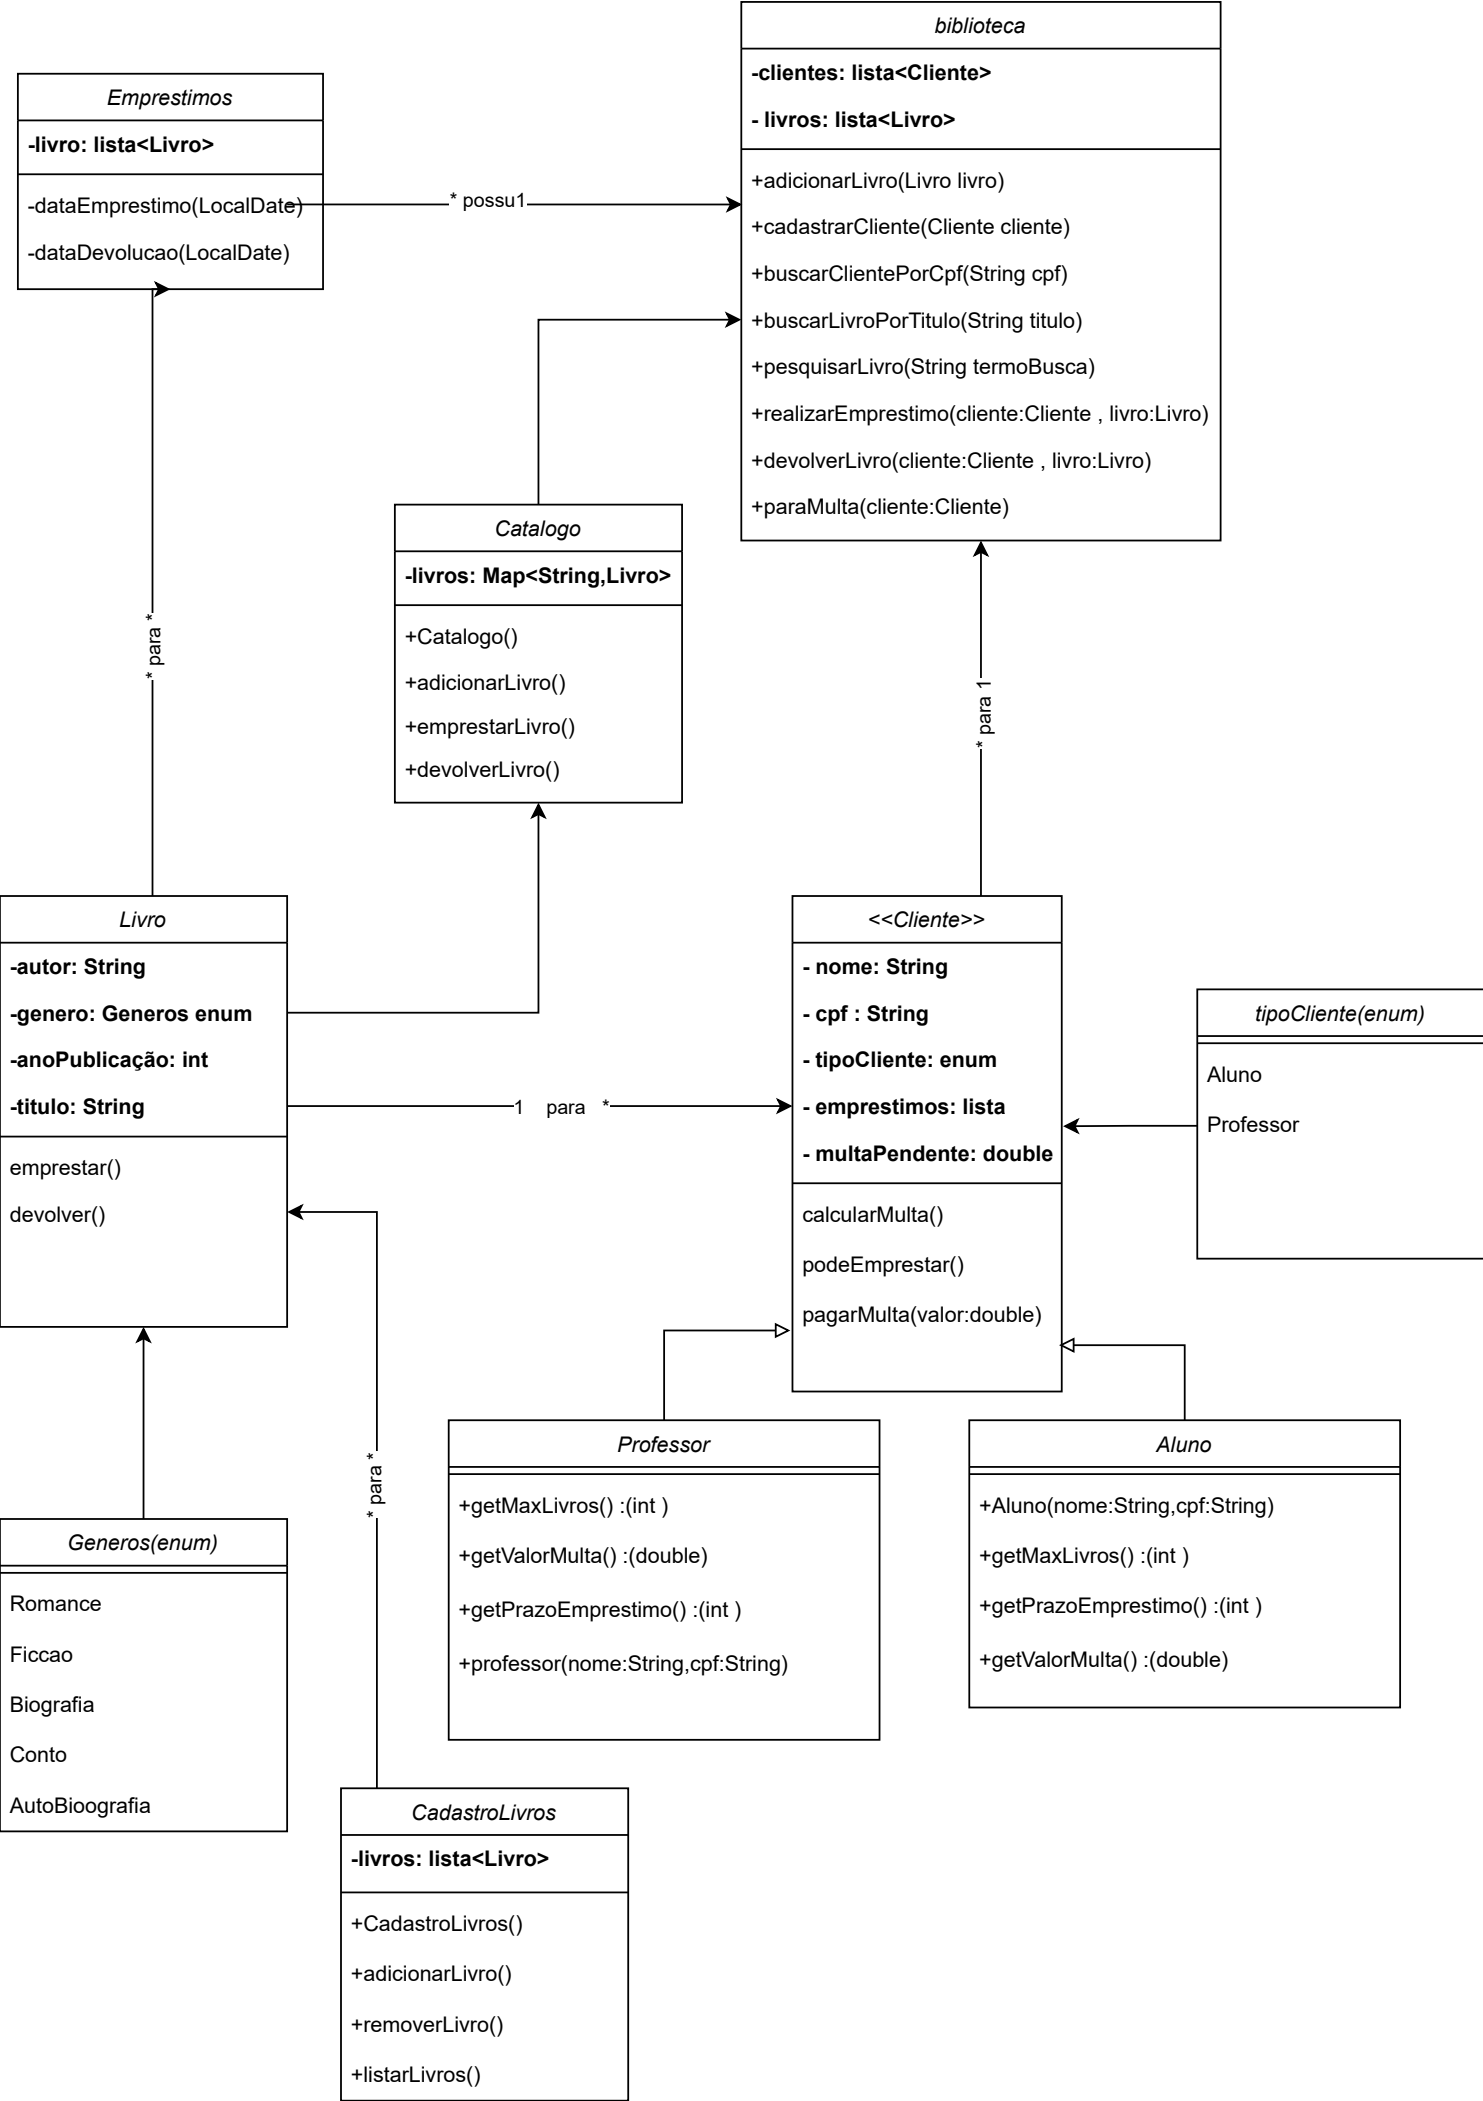 biblioteca
-clientes: lista<Cliente>
- livros: lista<Livro>
+adicionarLivro(Livro livro)
+cadastrarCliente(Cliente cliente)
+buscarClientePorCpf(String cpf)
+buscarLivroPorTitulo(String titulo)
+pesquisarLivro(String termoBusca)
+realizarEmprestimo(cliente:Cliente , livro:Livro)
+devolverLivro(cliente:Cliente , livro:Livro)
+paraMulta(cliente:Cliente)
Emprestimos
-livro: lista<Livro>
-dataEmprestimo(LocalDate)
-dataDevolucao(LocalDate)
* possu1
Catalogo
-livros: Map<String,Livro>
+Catalogo()
+adicionarLivro()
+emprestarLivro()
+devolverLivro()
* para *
* para 1
Livro
-autor: String
-genero: Generos enum
-anoPublicação: int
-titulo: String
emprestar()
devolver()
1 para *
<<Cliente>>
- nome: String
- cpf : String
- tipoCliente: enum
- emprestimos: lista
- multaPendente: double
calcularMulta()
podeEmprestar()
pagarMulta(valor:double)
tipoCliente(enum)
Aluno
Professor
* para *
Professor
+getMaxLivros() :(int )
+getValorMulta() :(double)
+getPrazoEmprestimo() :(int )
+professor(nome:String,cpf:String)
Aluno
+Aluno(nome:String,cpf:String)
+getMaxLivros() :(int )
+getPrazoEmprestimo() :(int )
+getValorMulta() :(double)
Generos(enum)
Romance
Ficcao
Biografia
Conto
AutoBioografia
CadastroLivros
-livros: lista<Livro>
+CadastroLivros()
+adicionarLivro()
+removerLivro()
+listarLivros()